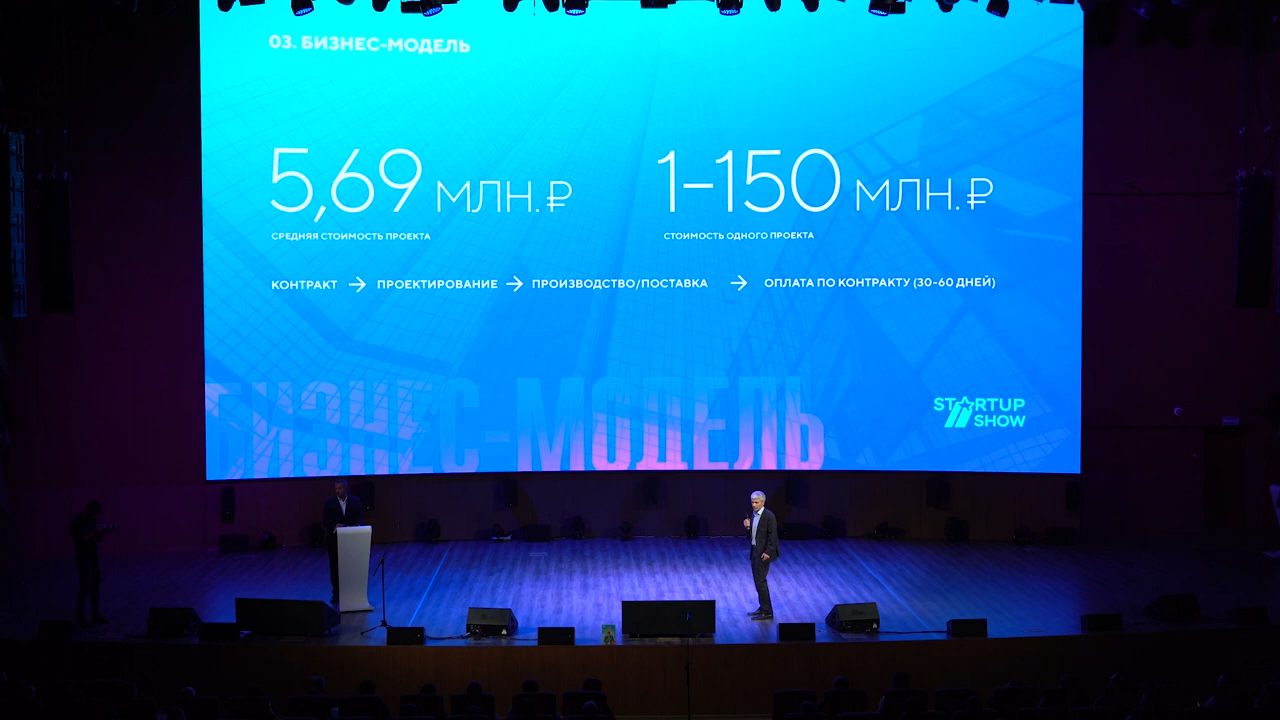 03. БИЗНЕС-МОДЕЛЬ
5,69 МЛН. ₽
СРЕДНЯЯ СТОИМОСТЬ ПРОЕКТА
1–150 МЛН. ₽
СТОИМОСТЬ ОДНОГО ПРОЕКТА
КОНТРАКТ → ПРОЕКТИРОВАНИЕ → ПРОИЗВОДСТВО/ПОСТАВКА → ОПЛАТА ПО КОНТРАКТУ (30-60 ДНЕЙ)
БИЗНЕС-МОДЕЛЬ
STARTUP
SHOW